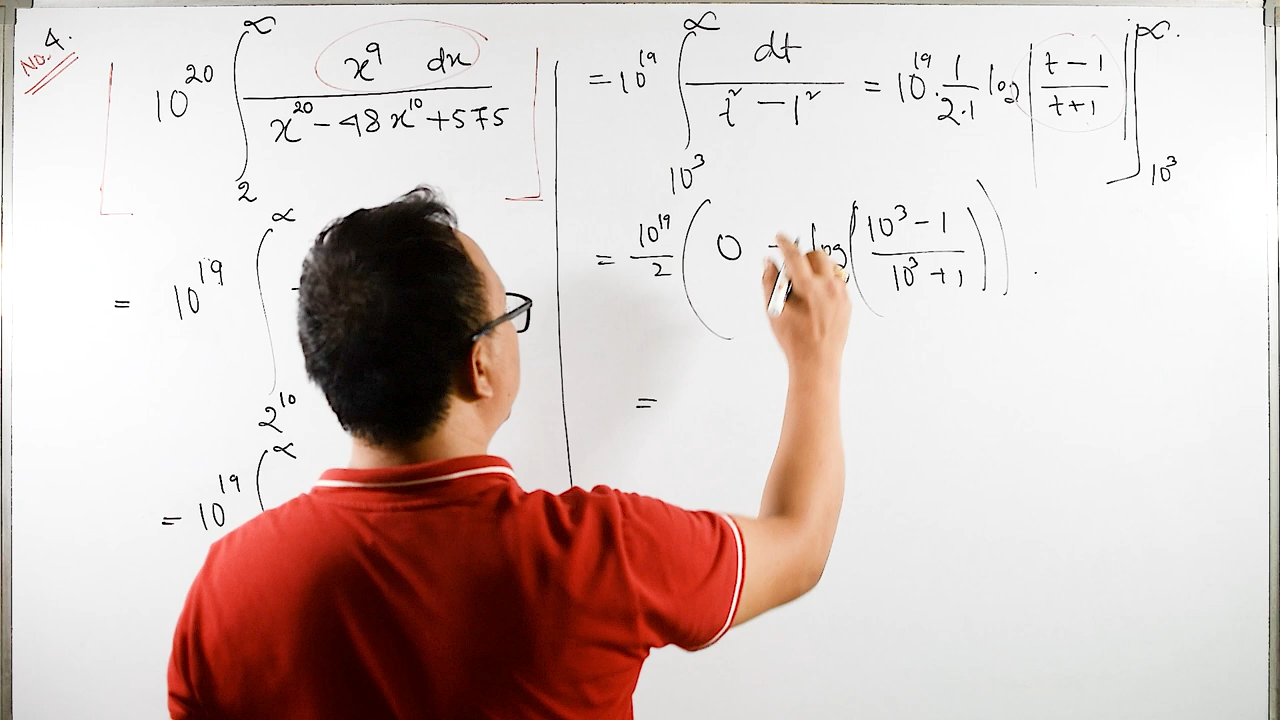 No. 4.
10^20 ∫_2^∝ x^9 dx / (x^20 - 48x^10 + 575)
= 10^19 ∫_{2^10}^∝
= 10^19 ∫^∝
= 10^19 ∫_{10^3}^∝ dt / (t^2 - 1^2) = 10^19 . 1/(2·1) log |(t-1)/(t+1)| ]_{10^3}^∝.
= 10^19/2 ( 0 - log ( (10^3 - 1)/(10^3 + 1) ) ) .
=